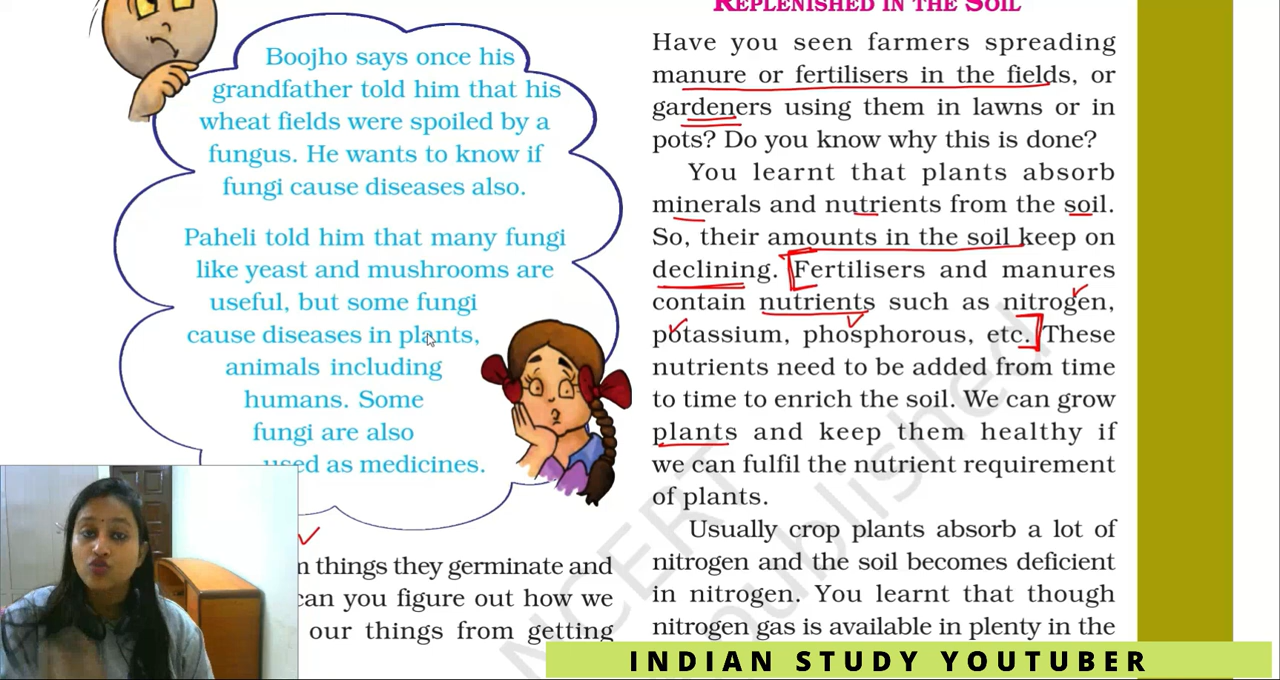 Boojho says once his
grandfather told him that his
wheat fields were spoiled by a
fungus. He wants to know if
fungi cause diseases also.
Paheli told him that many fungi
like yeast and mushrooms are
useful, but some fungi
cause diseases in plants,
animals including
humans. Some
fungi are also
used as medicines.
things they germinate and
can you figure out how we
our things from getting
REPLENISHED IN THE SOIL
Have you seen farmers spreading
manure or fertilisers in the fields, or
gardeners using them in lawns or in
pots? Do you know why this is done?
You learnt that plants absorb
minerals and nutrients from the soil.
So, their amounts in the soil keep on
declining. Fertilisers and manures
contain nutrients such as nitrogen,
potassium, phosphorous, etc. These
nutrients need to be added from time
to time to enrich the soil. We can grow
plants and keep them healthy if
we can fulfil the nutrient requirement
of plants.
Usually crop plants absorb a lot of
nitrogen and the soil becomes deficient
in nitrogen. You learnt that though
nitrogen gas is available in plenty in the
NCERT
published
INDIAN STUDY YOUTUBER